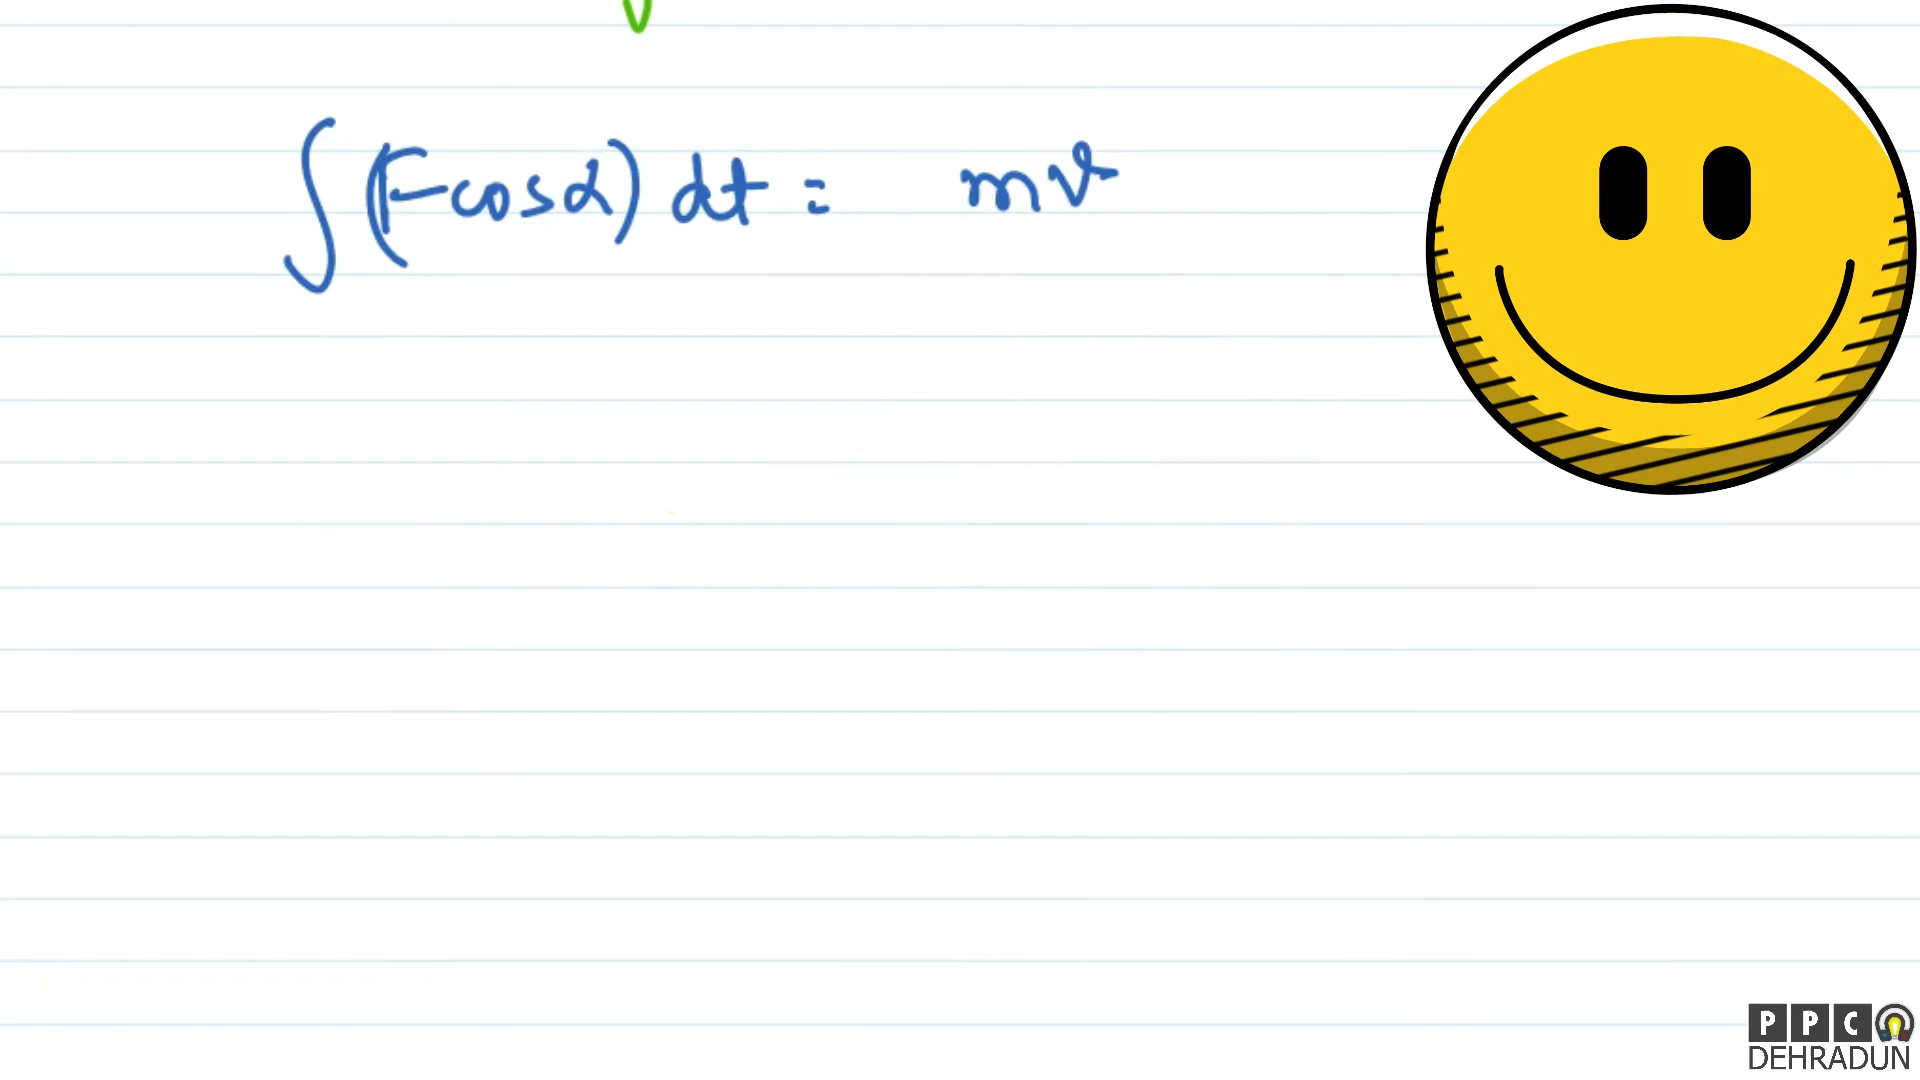 ∫(F cos α) dt = mv
PPC
DEHRADUN